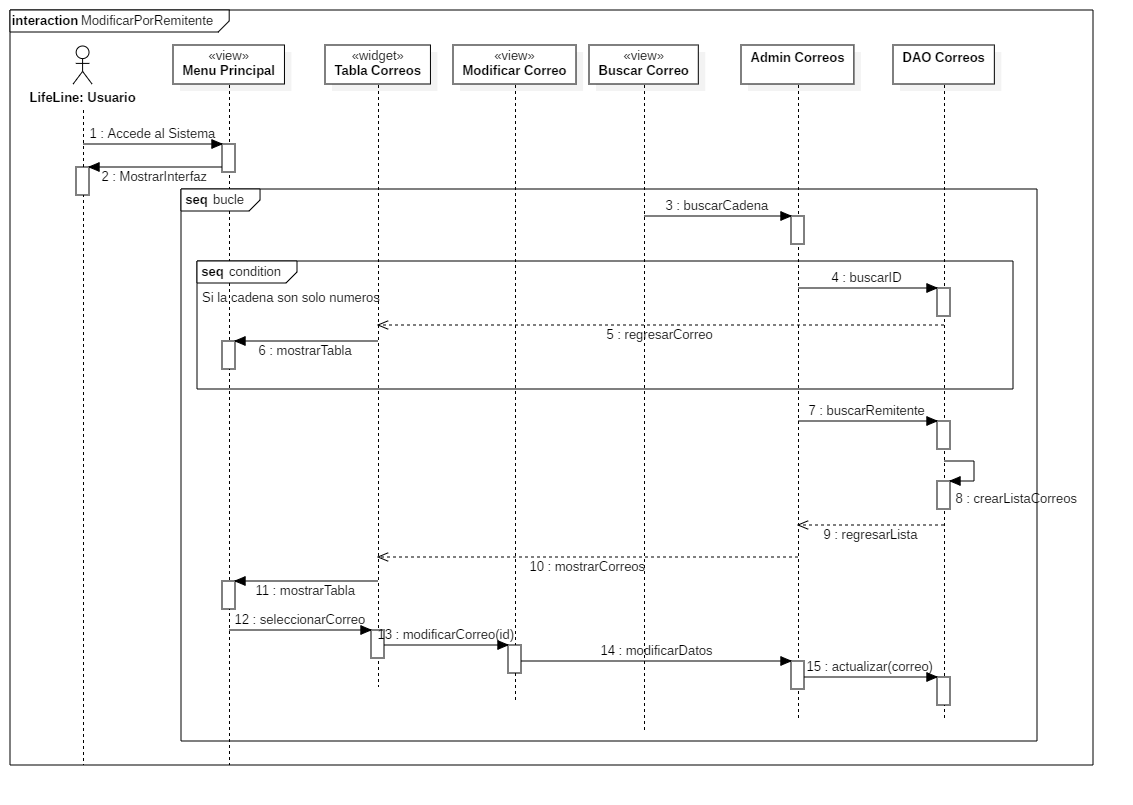 interaction ModificarPorRemitente
LifeLine: Usuario
«view»
Menu Principal
«widget»
Tabla Correos
«view»
Modificar Correo
«view»
Buscar Correo
Admin Correos
DAO Correos
1 : Accede al Sistema
2 : MostrarInterfaz
seq bucle
3 : buscarCadena
seq condition
Si la cadena son solo numeros
4 : buscarID
5 : regresarCorreo
6 : mostrarTabla
7 : buscarRemitente
8 : crearListaCorreos
9 : regresarLista
10 : mostrarCorreos
11 : mostrarTabla
12 : seleccionarCorreo
13 : modificarCorreo(id)
14 : modificarDatos
15 : actualizar(correo)